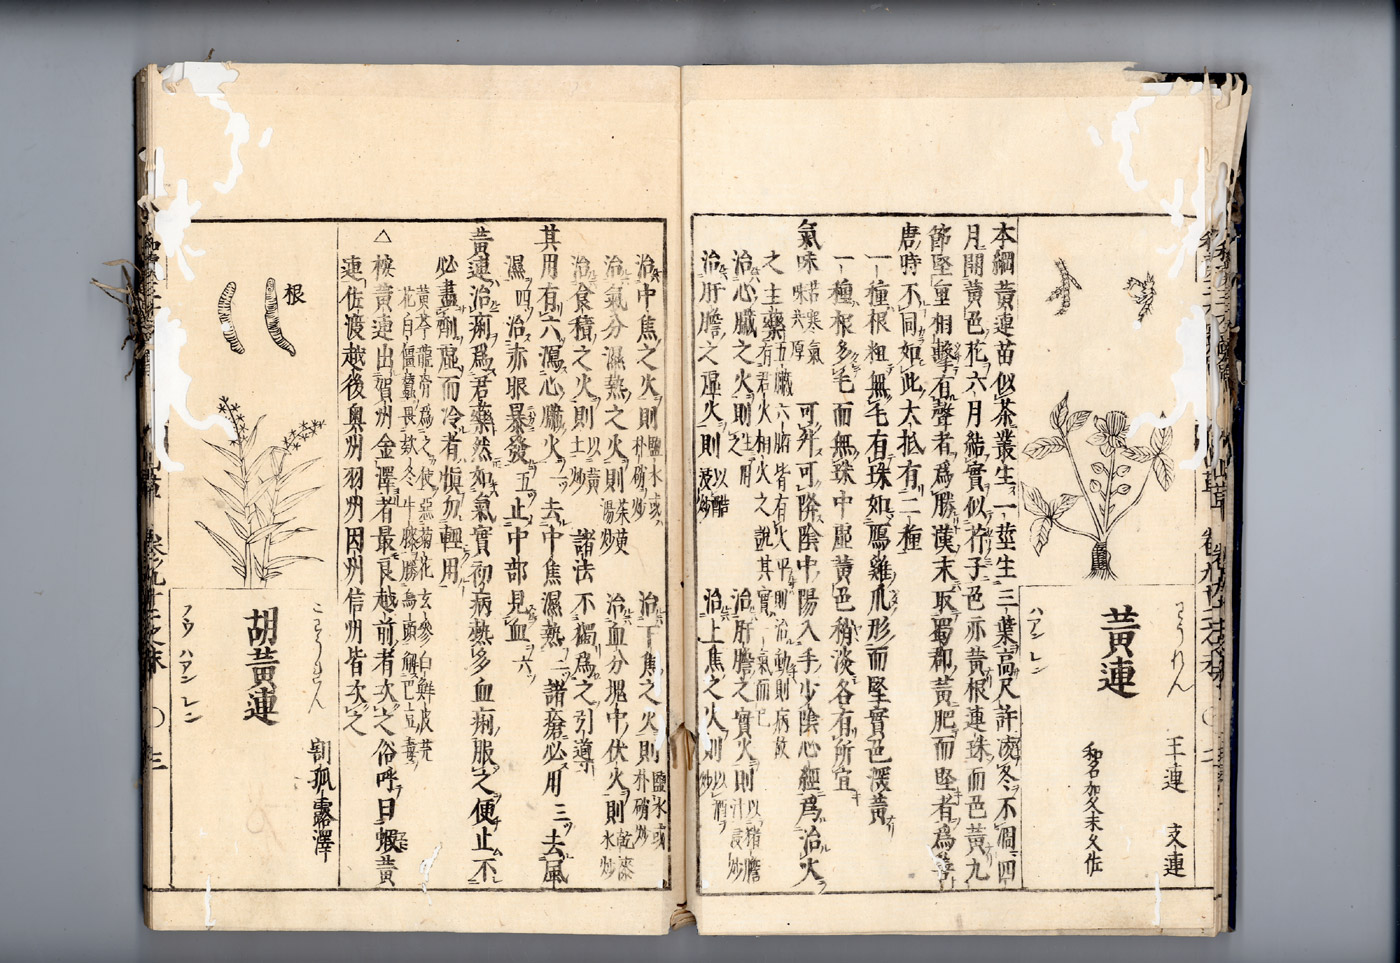 黄連
わうれん
ハアン レン
王連
支連
和名加久末久佐
本綱黄連苗似茶叢生一莖生三葉高尺許凌冬不凋四
月開黄色花六月結實似芹子色亦黄根連珠而色黄九
節堅重相擊有聲者爲勝漢末取蜀郡黄肥而堅者爲善
唐時不同如此大抵有二種
一種根粗無毛有珠如鷹雞爪形而堅實色深黄
一種根多毛而無珠中虛黄色稍淡各有所宜
氣味苦寒氣味共厚 可升可降陰中陽入手少陰心經爲治火
之主藥有五臟六腑皆有火平則治動則病故有君火相火之說其實一氣而已
治心臟之火則生用之 治肝膽之實火則以猪膽汁浸炒
治肝膽之虛火則以醋浸炒 治上焦之火則以酒炒
治中焦之火則 治下焦之火則鹽水或朴硝炒
治氣分濕熱之火則茱萸湯炒 治血分塊中伏火則乾漆水炒
治食積之火則以黄土炒 諸法不獨爲之引導
其用有六瀉心臟火一 去中焦濕熱二 諸瘡必用三 去風
濕四 治赤眼暴發五 止中部見血六
黄連治痢爲君藥然如氣實初病熱多血痢服之便止不
必盡劑虛而冷者愼勿輕用
黄芩龍骨爲之使惡菊花玄參白鮮皮芫
花白僵蠶畏款冬牛膝勝烏頭解巴豆毒
△按黄連出賀州金澤者最良越前者次之俗呼曰蝦黄
連佐渡越後奥州羽州因州信州皆次之
根
胡黄連
こわうれん
フウ ハアン レン
割孤露澤